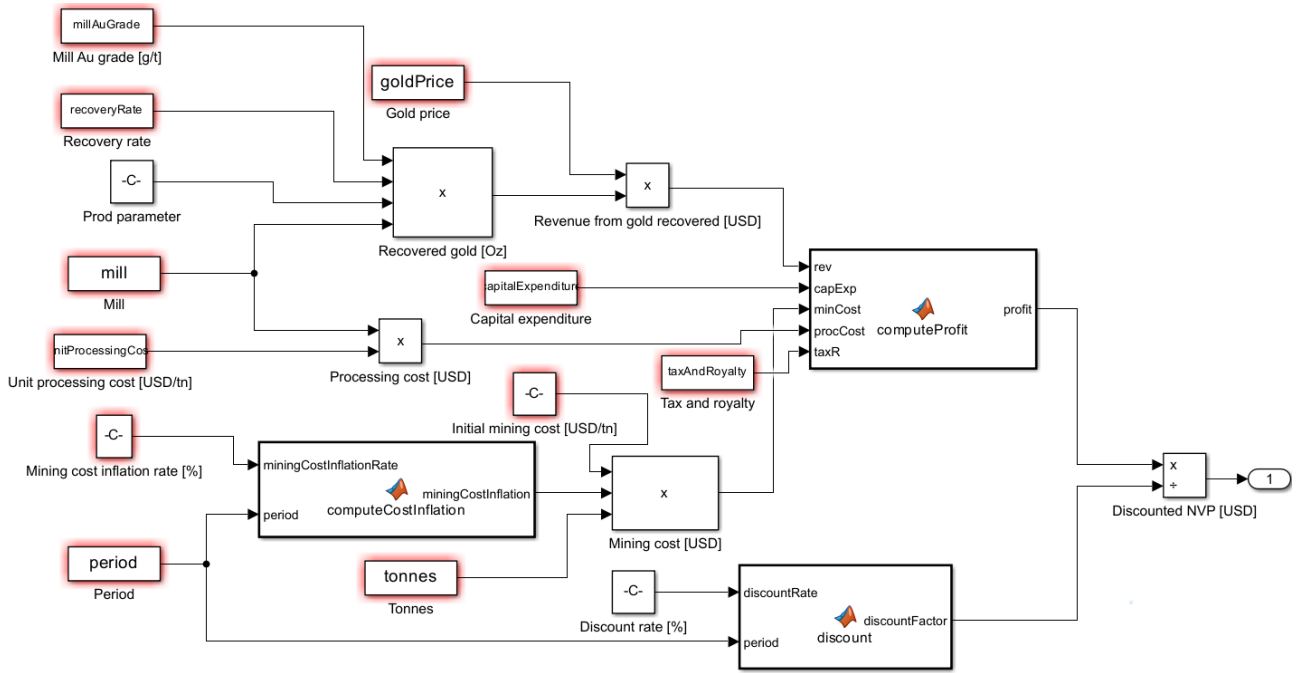 millAuGrade
Mill Au grade [g/t]
goldPrice
Gold price
recoveryRate
Recovery rate
-C-
Prod parameter
x
Recovered gold [Oz]
x
Revenue from gold recovered [USD]
mill
Mill
capitalExpenditure
Capital expenditure
rev
capExp
minCost
procCost
taxR
computeProfit
profit
nitProcessingCos
Unit processing cost [USD/tn]
x
Processing cost [USD]
taxAndRoyalty
Tax and royalty
-C-
Initial mining cost [USD/tn]
-C-
Mining cost inflation rate [%]
miningCostInflationRate
period
computeCostInflation
miningCostInflation
x
Mining cost [USD]
x
÷
Discounted NVP [USD]
1
period
Period
tonnes
Tonnes
-C-
Discount rate [%]
discountRate
period
discount
discountFactor